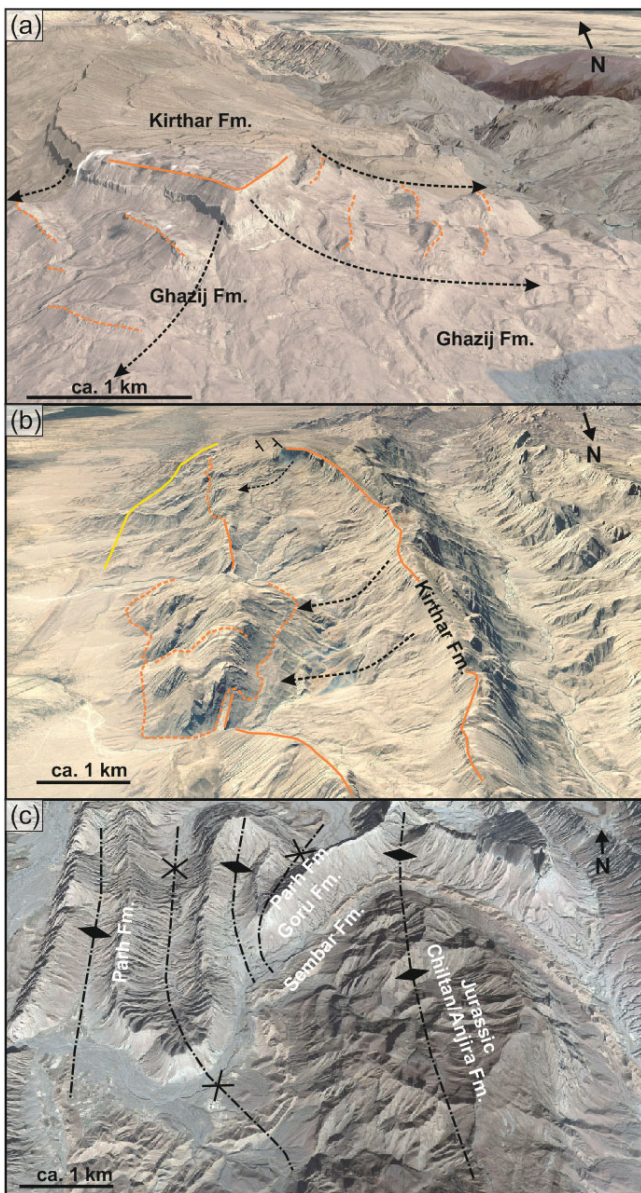 (a)
N
Kirthar Fm.
Ghazij Fm.
Ghazij Fm.
ca. 1 km
(b)
N
Kirthar Fm.
ca. 1 km
(c)
N
Parh Fm.
Parh Fm.
Goru Fm.
Sembar Fm.
Jurassic
Chiltan/Anjira Fm.
ca. 1 km